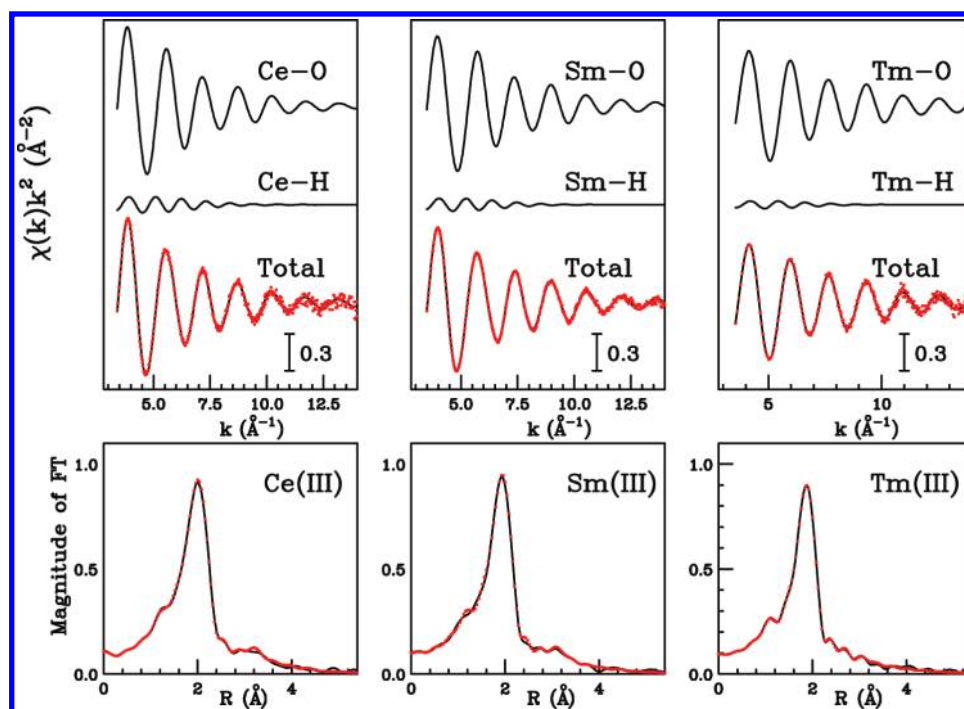 χ(k)k² (Å⁻²)
Ce−O
Ce−H
Total
0.3
5.0 7.5 10.0 12.5
k (Å⁻¹)
Sm−O
Sm−H
Total
0.3
5.0 7.5 10.0 12.5
k (Å⁻¹)
Tm−O
Tm−H
Total
0.3
5 10
k (Å⁻¹)
Magnitude of FT
1.0
0.5
0.0
Ce(III)
0 2 4
R (Å)
1.0
0.5
0.0
Sm(III)
0 2 4
R (Å)
1.0
0.5
0.0
Tm(III)
0 2 4
R (Å)